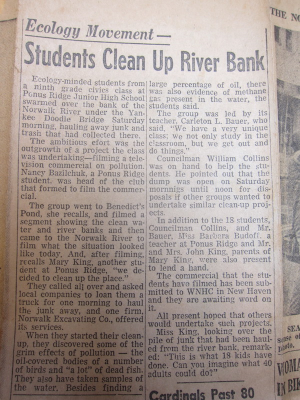 Ecology Movement —
Students Clean Up River Bank
Ecology-minded students from
a ninth grade civics class at
Ponus Ridge Junior High School
swarmed over the bank of the
Norwalk River under the Yan-
kee Doodle Bridge Saturday
morning, hauling away junk and
trash that had collected there.
The ambitious effort was the
outgrowth of a project the class
was undertaking—filming a tele-
vision commercial on pollution.
Nancy Bazilchuk, a Ponus Ridge
student, was head of the club
that formed to film the commer-
cial.
The group went to Benedict's
Pond, she recalls, and filmed a
segment showing the clean wa-
ter and river banks and then
came to the Norwalk River to
film what the situation looked
like today. And, after filming,
recalls Mary King, another stu-
dent at Ponus Ridge, "we de-
cided to clean up the place."
They called all over and asked
local companies to loan them a
truck for one morning to haul
the junk away, and one firm,
Norwalk Excavating Co., offered
its services.
When they started their clean-
up, they discovered some of the
grim effects of pollution — the
oil-covered bodies of a number
of birds and "a lot" of dead fish.
They also have taken samples
of the water. Besides finding a
large percentage of oil, there
was also evidence of methane
gas present in the water, the
students said.
The group was led by its
teacher, Carleton L. Bauer, who
said, "We have a very unique
class; we not only study in the
classroom, but we get out and
do things."
Councilman William Collins
was on hand to help the stu-
dents. He pointed out that the
dump was open on Saturday
mornings until noon for dis-
posals if other groups wanted to
undertake similar clean-up proj-
ects.
In addition to the 18 students,
Councilman Collins, and Mr.
Bauer, Miss Barbara
teacher at Ponus Ridge and Mr.
and Mrs. John King, parents of
Mary King, were also present
to lend a hand.
The commercial that the stu-
dents have filmed has been sub-
mitted to WNHC in New Haven
and they are awaiting word on
it.
All present hoped that others
would undertake such projects.
Miss King, looking over the
pile of junk that had been haul-
ed from the river bank, remark-
ed: "This is what 18 kids have
done. Can you imagine what 40
adults could do?"
Cardinals Past 80
THE NO
SEA
WOMA
IN BI